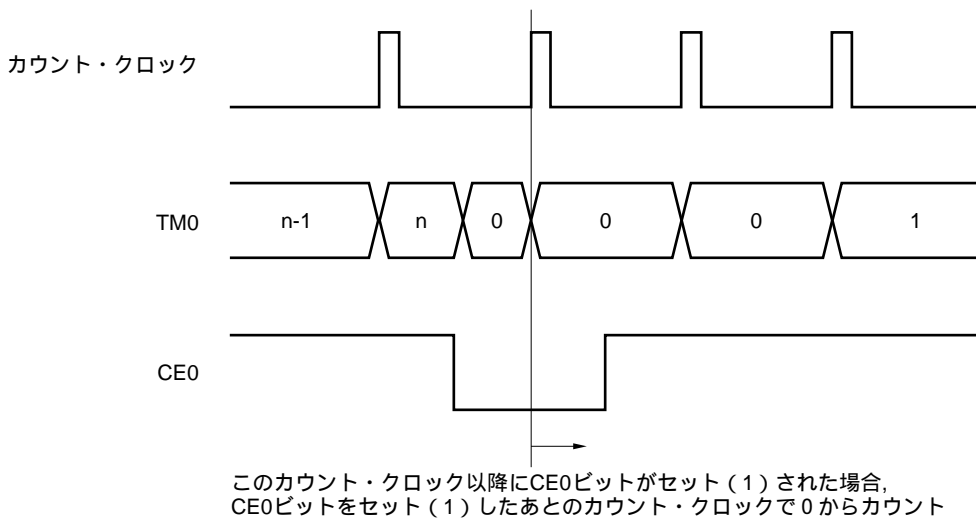 カウント・クロック
TM0
n-1
n
0
0
0
1
CE0
このカウント・クロック以降にCE0ビットがセット（1）された場合,
CE0ビットをセット（1）したあとのカウント・クロックで0からカウント